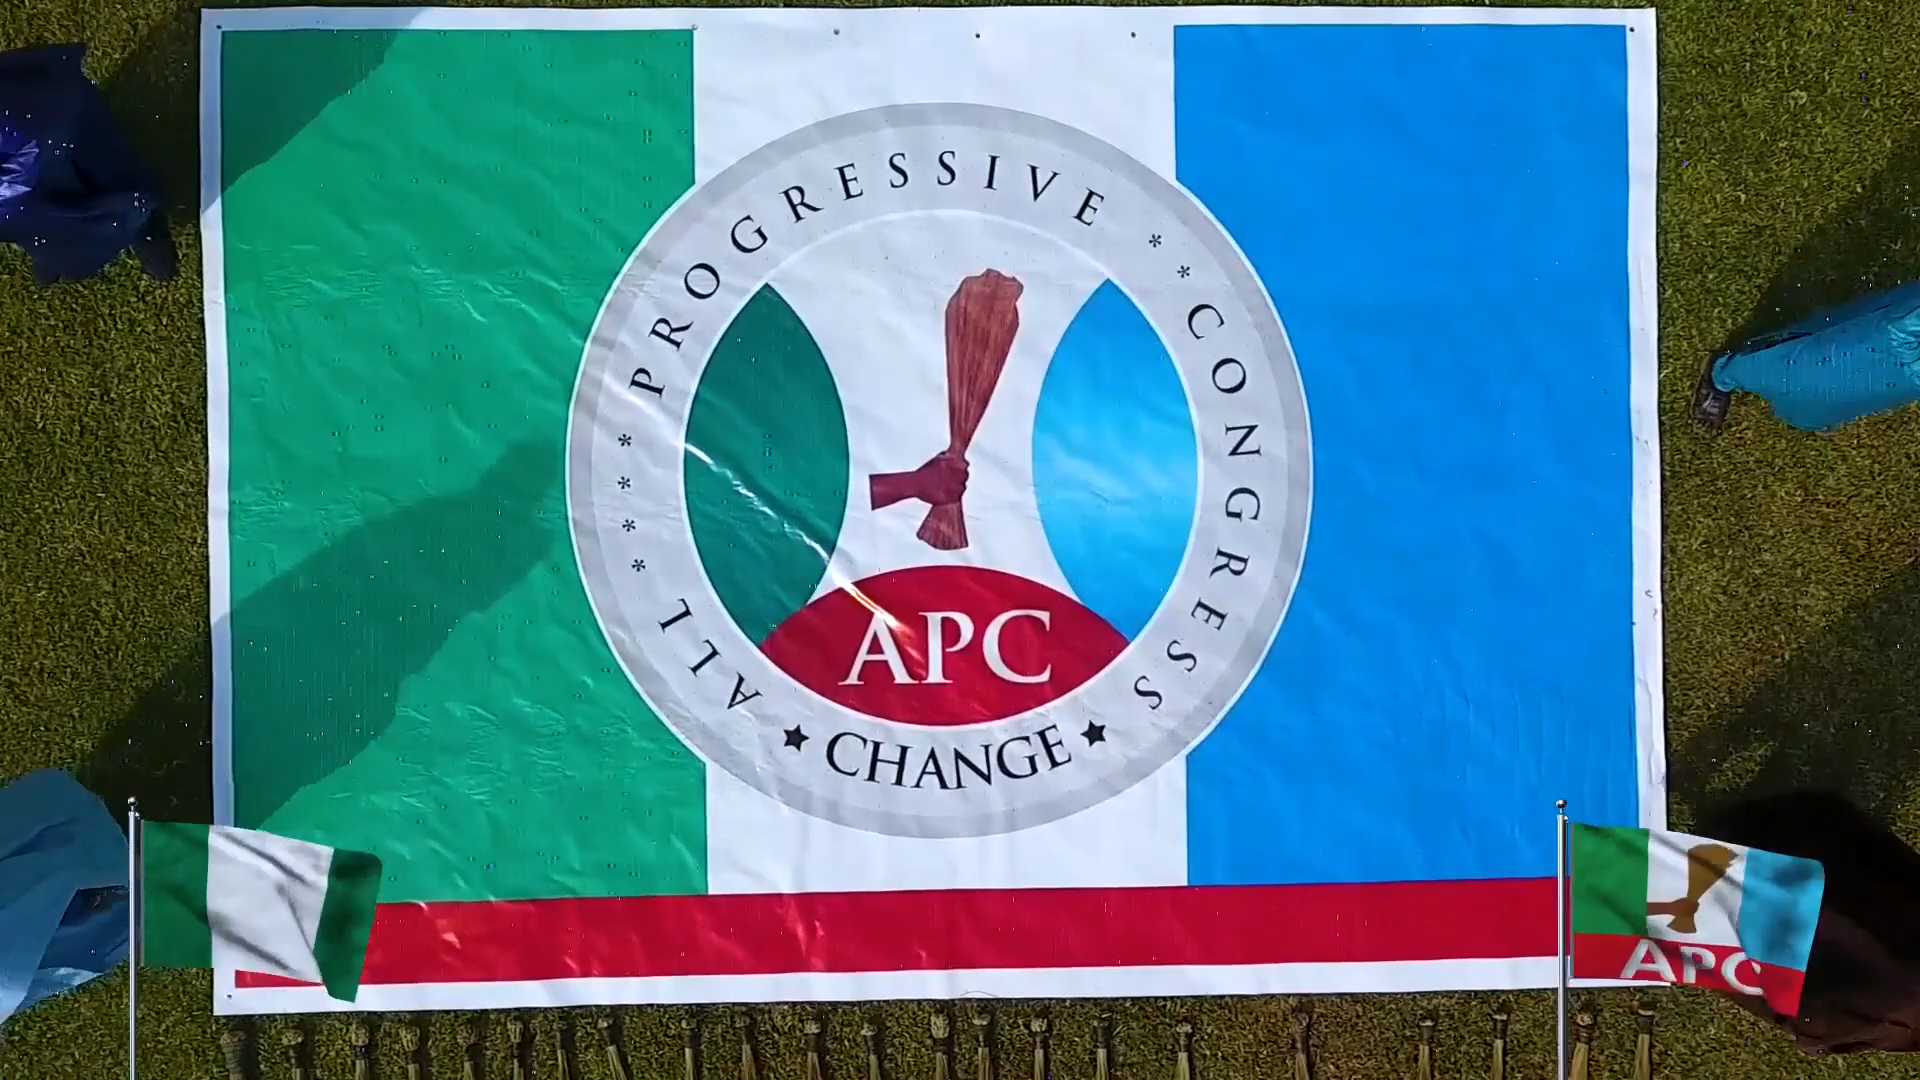 ALL **** PROGRESSIVE ** CONGRESS
APC
★ CHANGE ★
APC